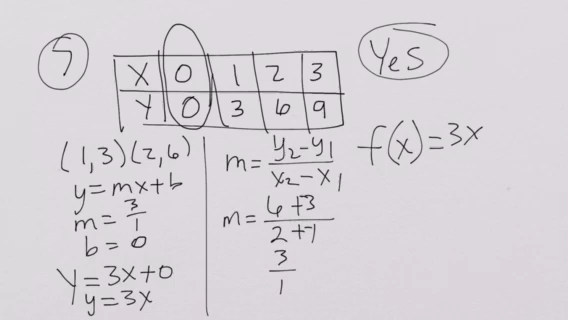 5
YES
X 0 1 2 3
Y 0 3 6 9
(1,3)(2,6)
y=mx+b
m=3/1
b=0
Y=3x+0
y=3x
m=y₂-y₁/x₂-x₁
m=6+3/2+-1
3/1
f(x)=3x